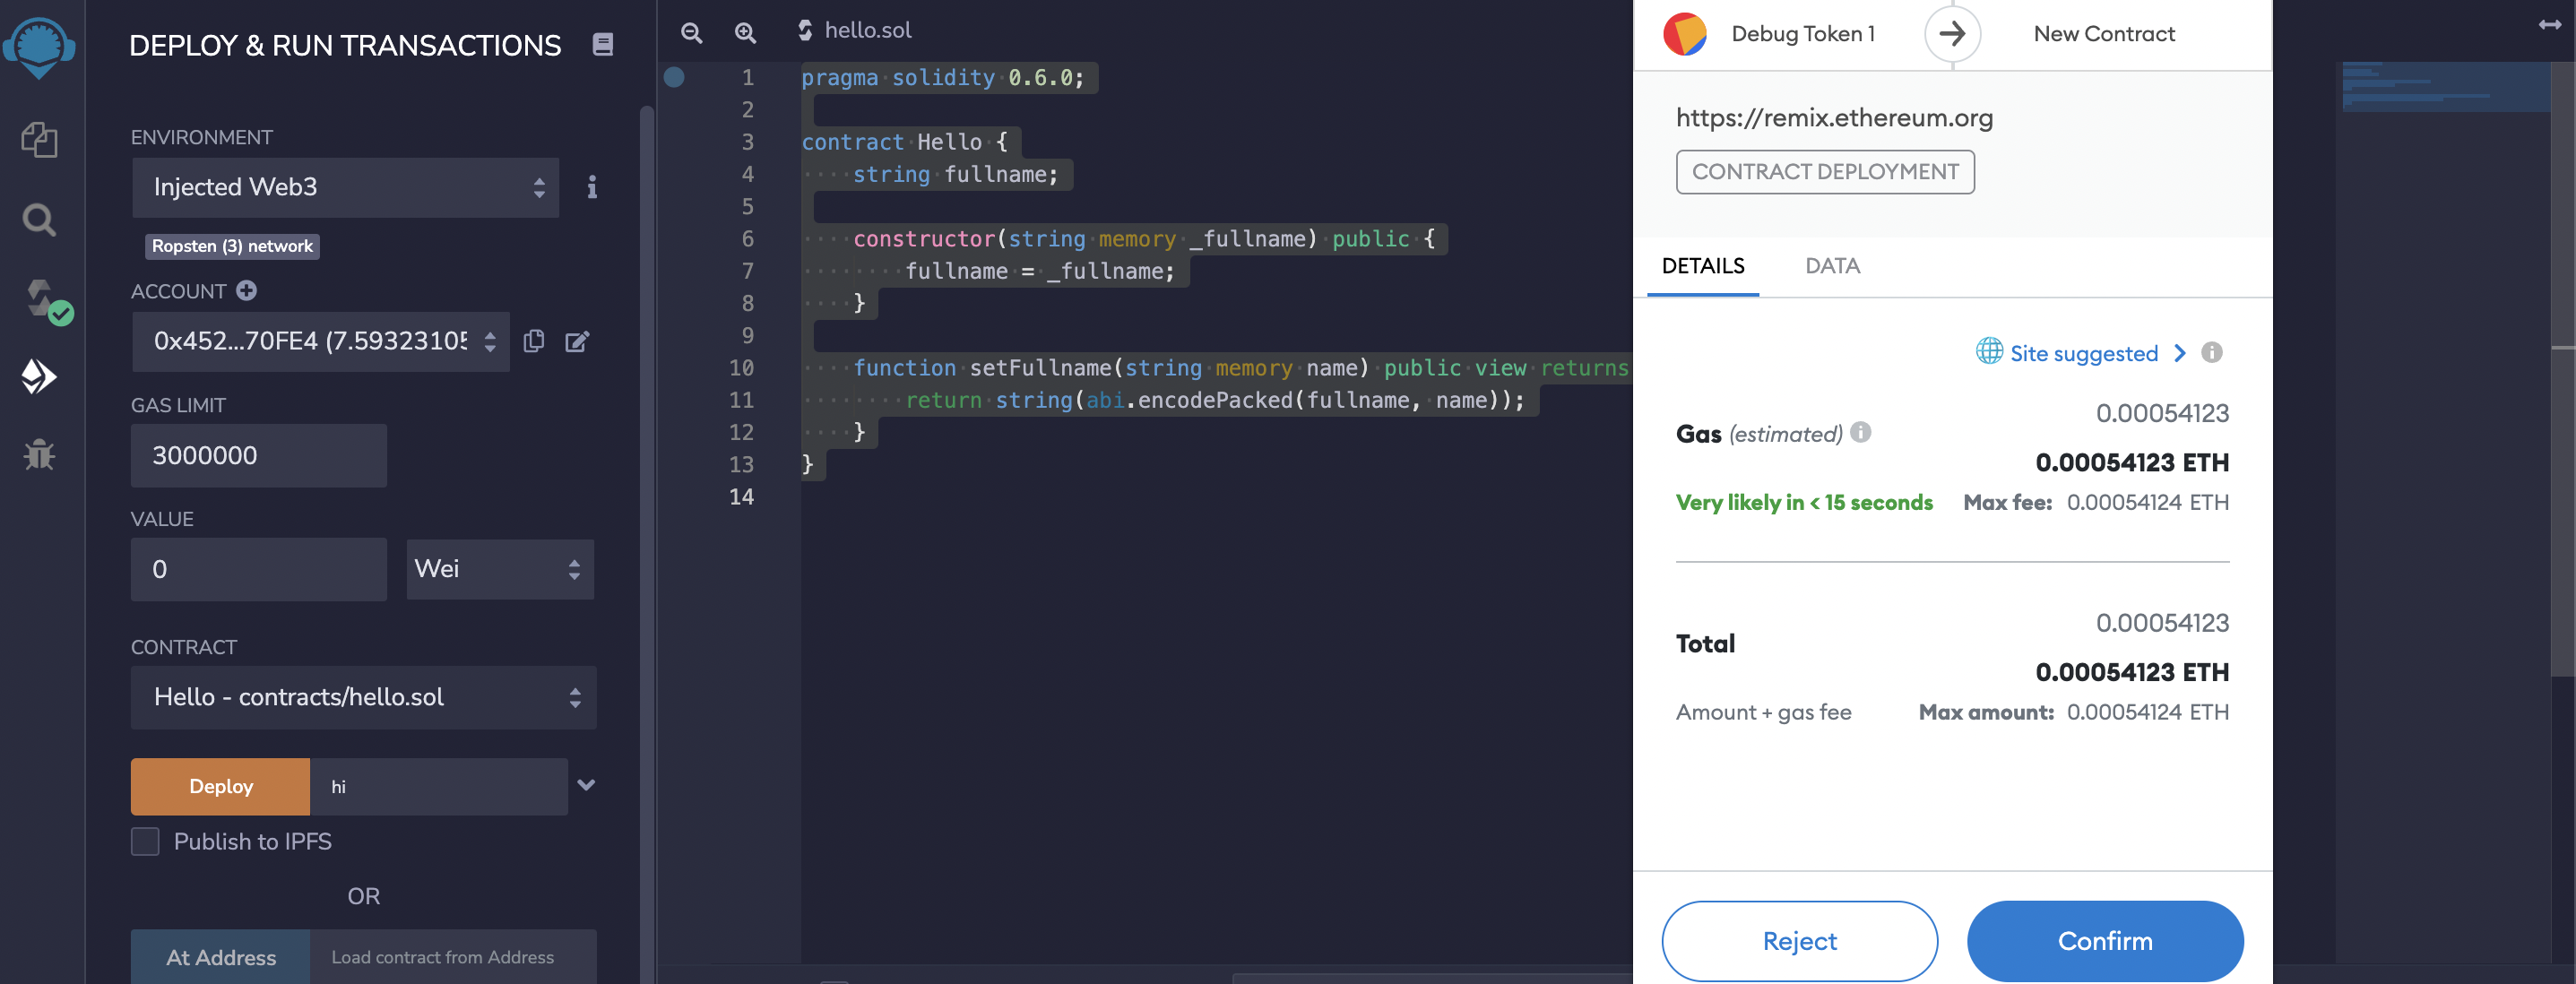 DEPLOY & RUN TRANSACTIONS
ENVIRONMENT
Injected Web3
Ropsten (3) network
ACCOUNT
0x452...70FE4 (7.5932310
GAS LIMIT
3000000
VALUE
0
Wei
CONTRACT
Hello - contracts/hello.sol
Deploy
hi
Publish to IPFS
OR
At Address
Load contract from Address
hello.sol
1 pragma solidity 0.6.0;
2
3 contract Hello {
4     string fullname;
5
6     constructor(string memory _fullname) public {
7         fullname = _fullname;
8     }
9
10     function setFullname(string memory name) public view returns
11         return string(abi.encodePacked(fullname, name));
12     }
13 }
14
Debug Token 1
New Contract
https://remix.ethereum.org
CONTRACT DEPLOYMENT
DETAILS
DATA
Site suggested
0.00054123
Gas (estimated)
0.00054123 ETH
Very likely in < 15 seconds
Max fee: 0.00054124 ETH
0.00054123
Total
0.00054123 ETH
Amount + gas fee
Max amount: 0.00054124 ETH
Reject
Confirm